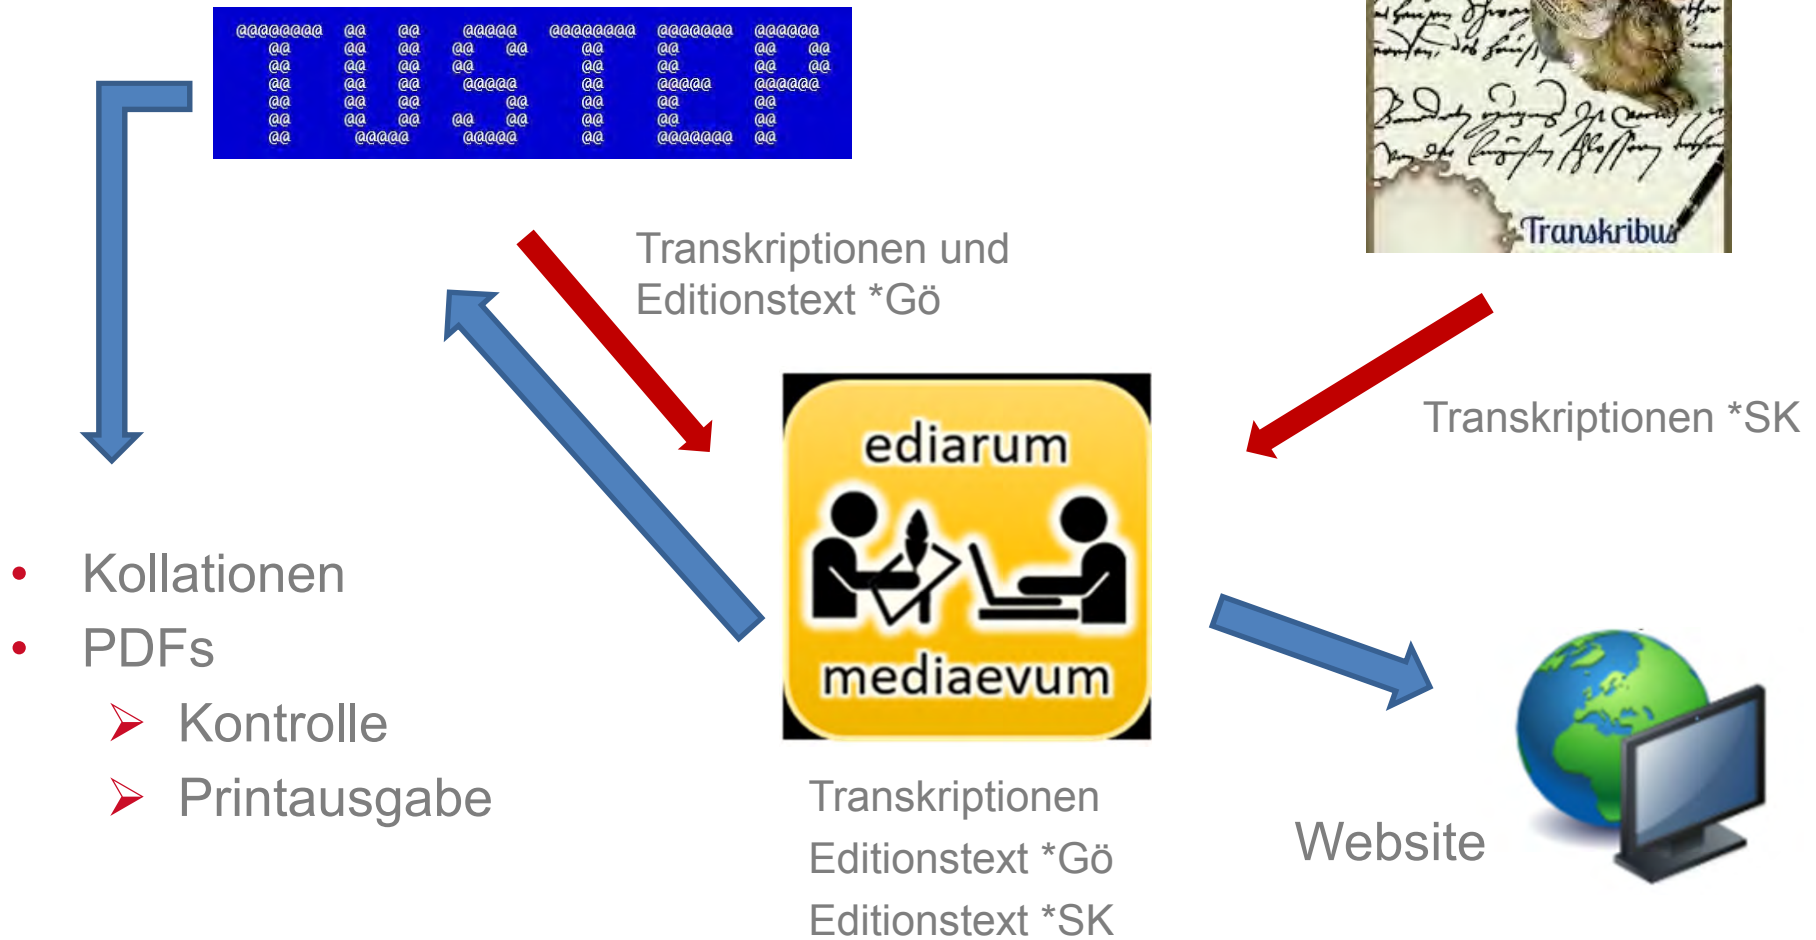 TUSTEP
Transkribus
Transkriptionen und
Editionstext *Gö
Transkriptionen *SK
ediarum
mediaevum
• Kollationen
• PDFs
➢ Kontrolle
➢ Printausgabe
Transkriptionen
Editionstext *Gö
Editionstext *SK
Website